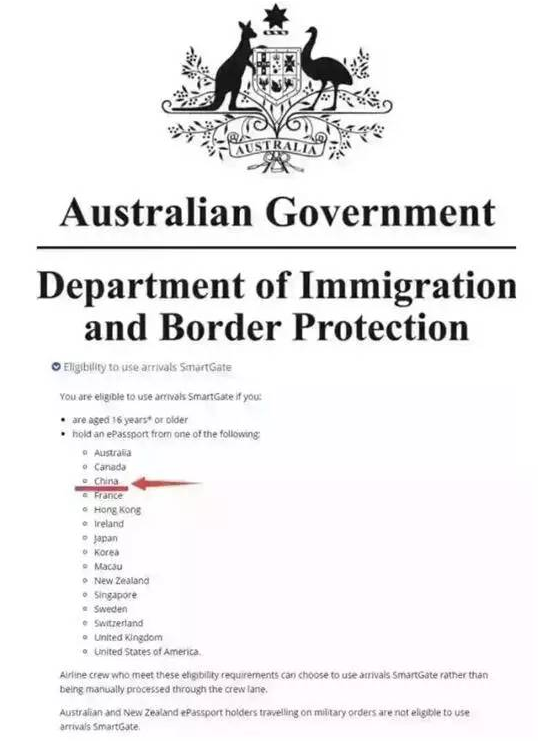 AUSTRALIA
Australian Government
Department of Immigration
and Border Protection
Eligibility to use arrivals SmartGate
You are eligible to use arrivals SmartGate if you:
• are aged 16 years* or older
• hold an ePassport from one of the following:
Australia
Canada
China
France
Hong Kong
Ireland
Japan
Korea
Macau
New Zealand
Singapore
Sweden
Switzerland
United Kingdom
United States of America.
Airline crew who meet these eligibility requirements can choose to use arrivals SmartGate rather than
being manually processed through the crew lane.
Australian and New Zealand ePassport holders travelling on military orders are not eligible to use
arrivals SmartGate.